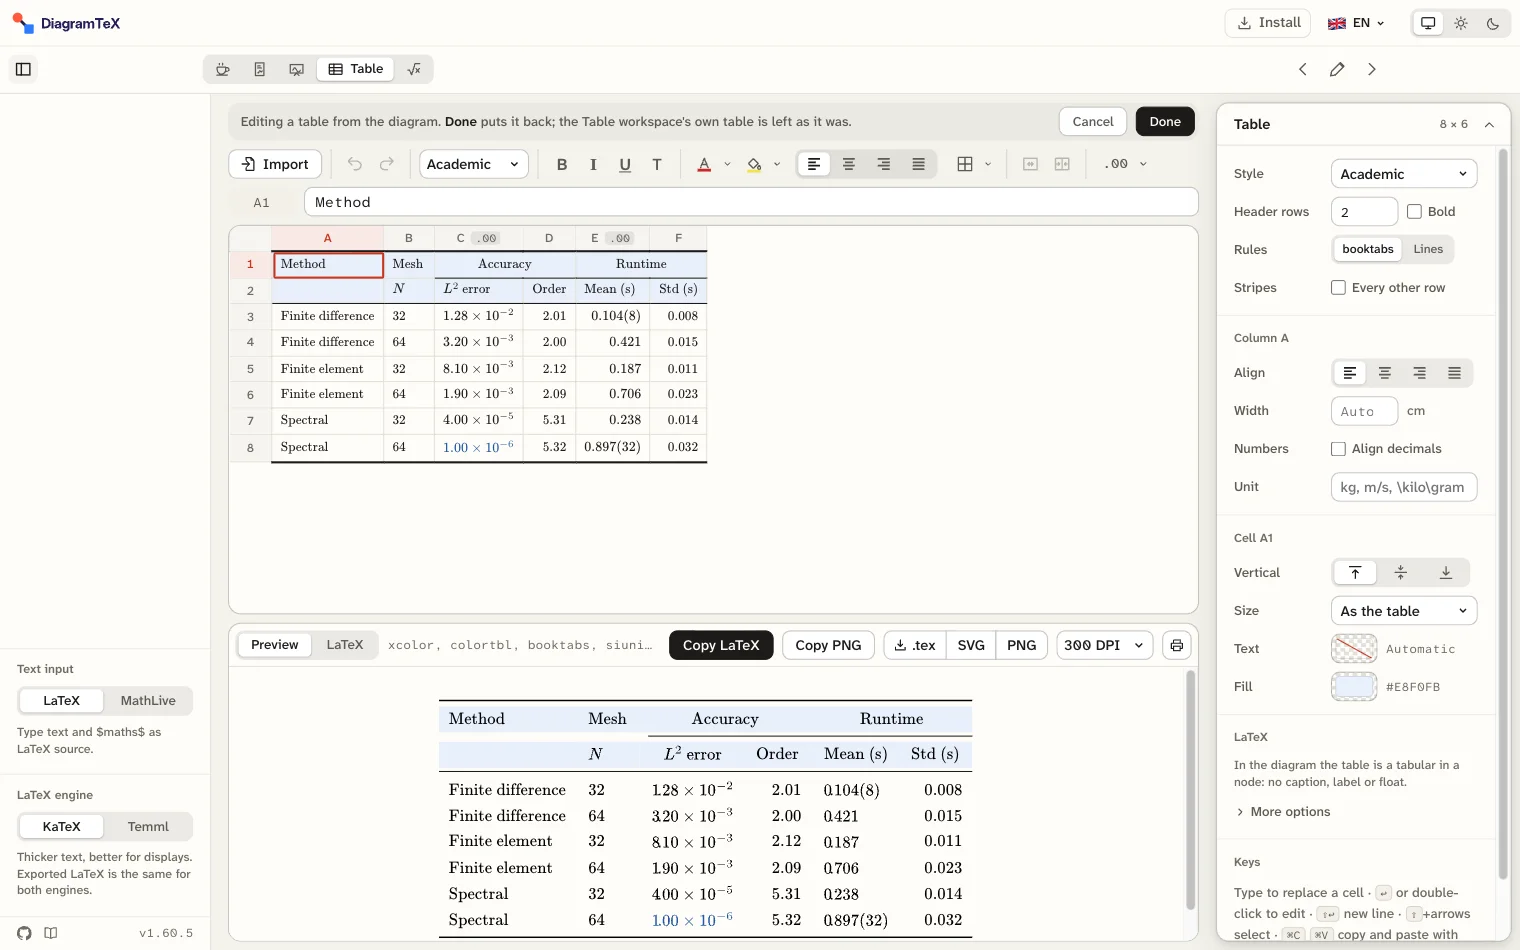 DiagramTeX
Install
EN
Table
Editing a table from the diagram. Done puts it back; the Table workspace's own table is left as it was.
Cancel
Done
Import
Academic
B I U T
A
.00
A1
Method
A B C .00 D E .00 F
1 Method Mesh Accuracy Runtime
2 N L² error Order Mean (s) Std (s)
3 Finite difference 32 1.28 × 10⁻² 2.01 0.104(8) 0.008
4 Finite difference 64 3.20 × 10⁻³ 2.00 0.421 0.015
5 Finite element 32 8.10 × 10⁻³ 2.12 0.187 0.011
6 Finite element 64 1.90 × 10⁻³ 2.09 0.706 0.023
7 Spectral 32 4.00 × 10⁻⁵ 5.31 0.238 0.014
8 Spectral 64 1.00 × 10⁻⁶ 5.32 0.897(32) 0.032
Preview
LaTeX
xcolor, colortbl, booktabs, siuni…
Copy LaTeX
Copy PNG
.tex
SVG
PNG
300 DPI
Method Mesh Accuracy Runtime
N L² error Order Mean (s) Std (s)
Finite difference 32 1.28 × 10⁻² 2.01 0.104(8) 0.008
Finite difference 64 3.20 × 10⁻³ 2.00 0.421 0.015
Finite element 32 8.10 × 10⁻³ 2.12 0.187 0.011
Finite element 64 1.90 × 10⁻³ 2.09 0.706 0.023
Spectral 32 4.00 × 10⁻⁵ 5.31 0.238 0.014
Spectral 64 1.00 × 10⁻⁶ 5.32 0.897(32) 0.032
Text input
LaTeX
MathLive
Type text and $maths$ as
LaTeX source.
LaTeX engine
KaTeX
Temml
Thicker text, better for displays.
Exported LaTeX is the same for
both engines.
v1.60.5
Table
8 × 6
Style
Academic
Header rows
2
Bold
Rules
booktabs
Lines
Stripes
Every other row
Column A
Align
Width
Auto
cm
Numbers
Align decimals
Unit
kg, m/s, \kilo\gram
Cell A1
Vertical
Size
As the table
Text
Automatic
Fill
#E8F0FB
LaTeX
In the diagram the table is a tabular in a
node: no caption, label or float.
More options
Keys
Type to replace a cell · ↵ or double-
click to edit · ⇧↵ new line · ⇧+arrows
select · ⌘C ⌘V copy and paste with